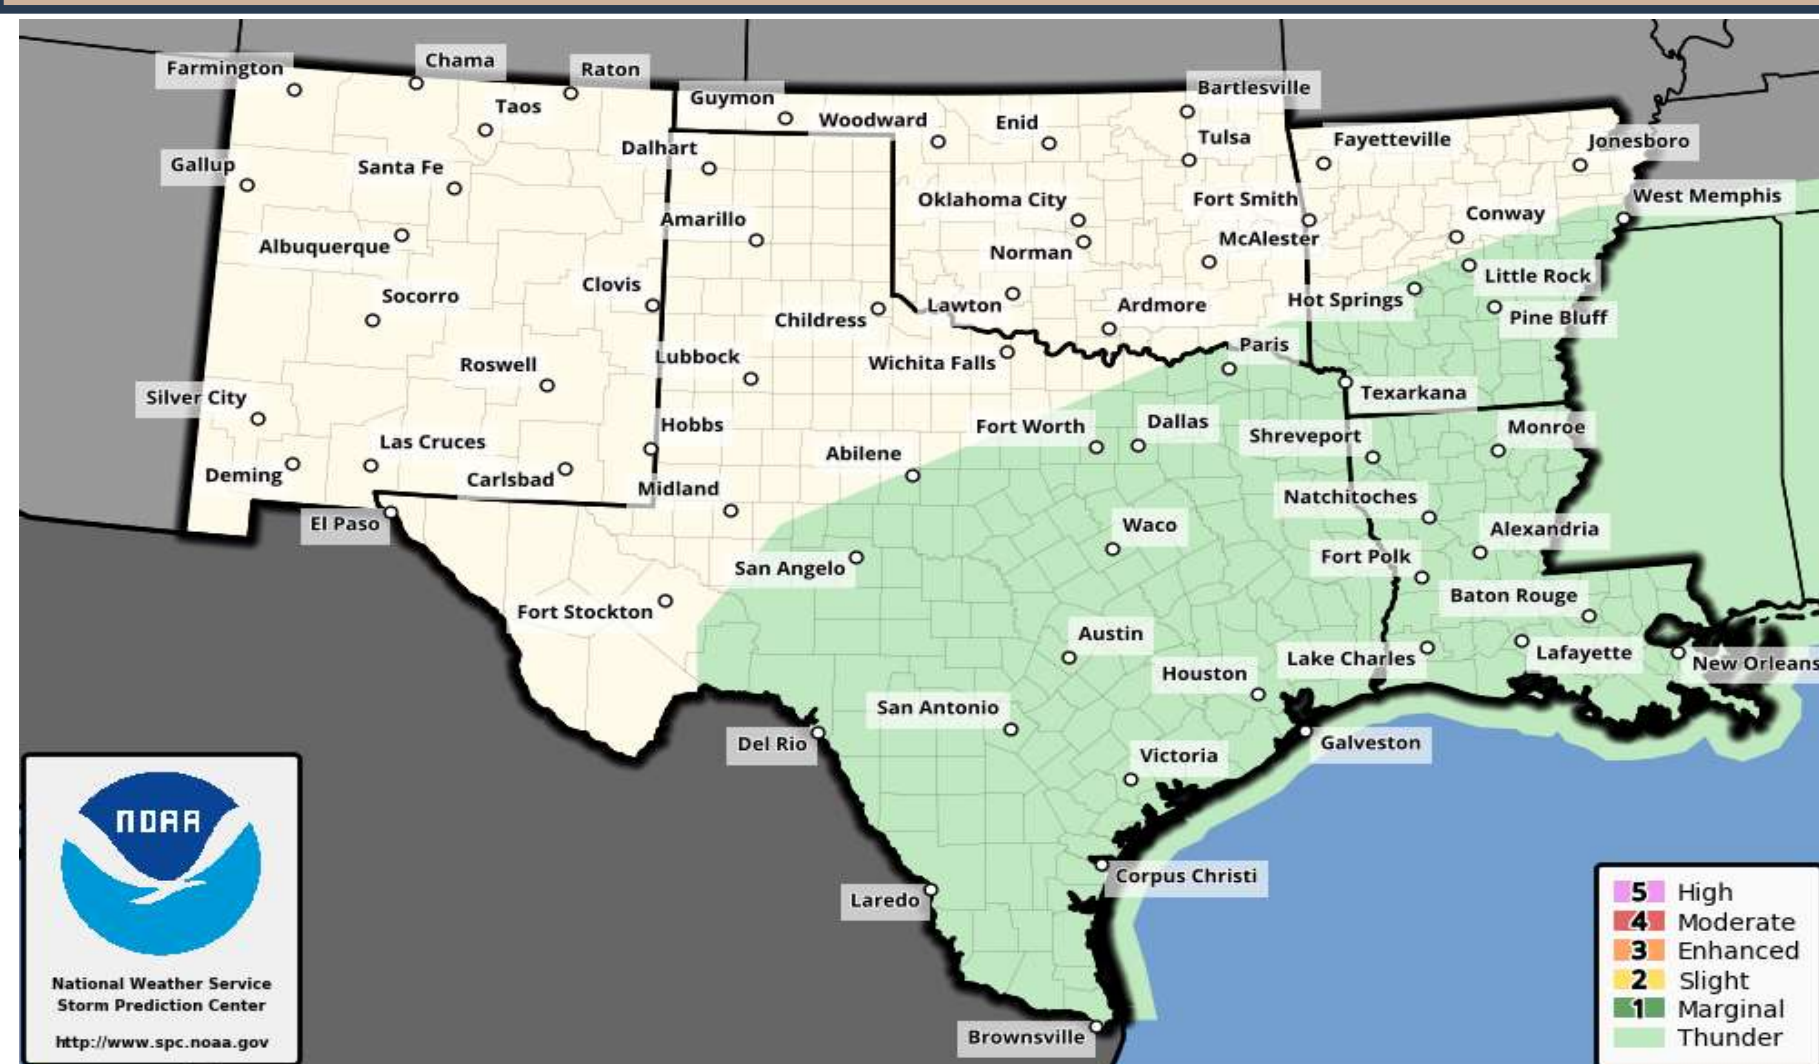 Farmington
Chama
Raton
Guymon
Bartlesville
Taos
Woodward
Enid
Tulsa
Fayetteville
Jonesboro
Gallup
Santa Fe
Dalhart
Oklahoma City
Fort Smith
Conway
West Memphis
Albuquerque
Amarillo
Norman
McAlester
Socorro
Clovis
Childress
Lawton
Ardmore
Hot Springs
Little Rock
Pine Bluff
Roswell
Lubbock
Wichita Falls
Paris
Silver City
Texarkana
Las Cruces
Hobbs
Abilene
Fort Worth
Dallas
Shreveport
Monroe
Deming
Carlsbad
Midland
Natchitoches
El Paso
Waco
Alexandria
San Angelo
Fort Polk
Fort Stockton
Baton Rouge
Austin
Houston
Lake Charles
Lafayette
New Orleans
San Antonio
Del Rio
Victoria
Galveston
Corpus Christi
Laredo
Brownsville
NOAA
National Weather Service
Storm Prediction Center
http://www.spc.noaa.gov
5 High
4 Moderate
3 Enhanced
2 Slight
1 Marginal
Thunder